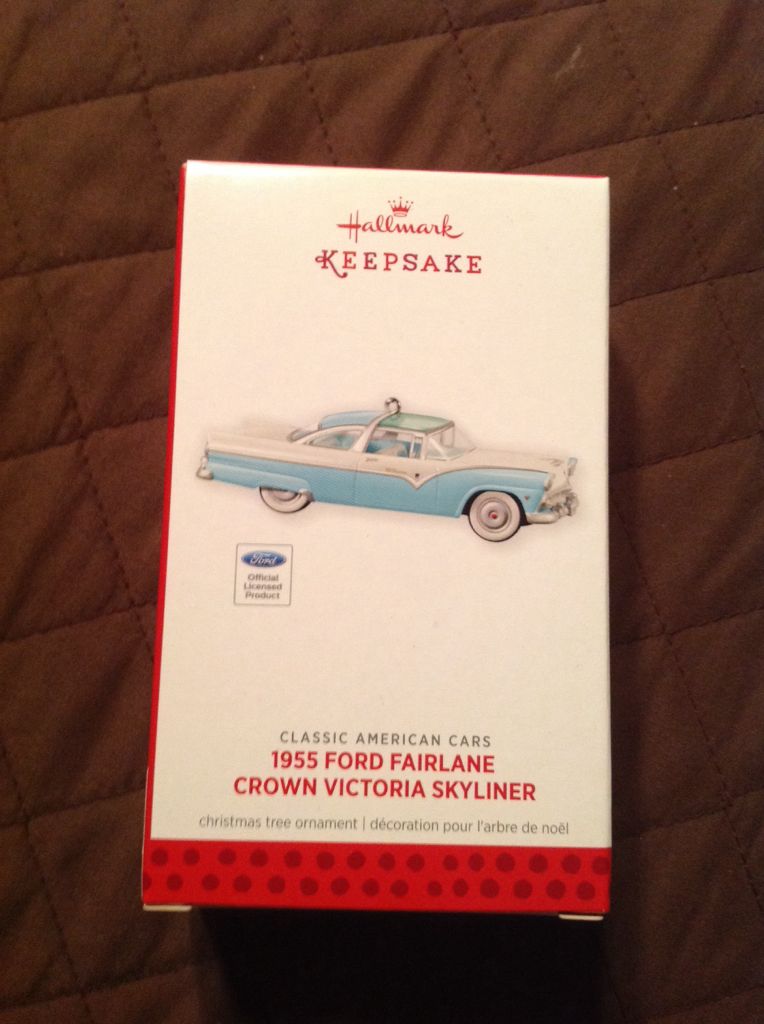 Hallmark
KEEPSAKE
Ford
Official
Licensed
Product
CLASSIC AMERICAN CARS
1955 FORD FAIRLANE
CROWN VICTORIA SKYLINER
christmas tree ornament | décoration pour l'arbre de noël